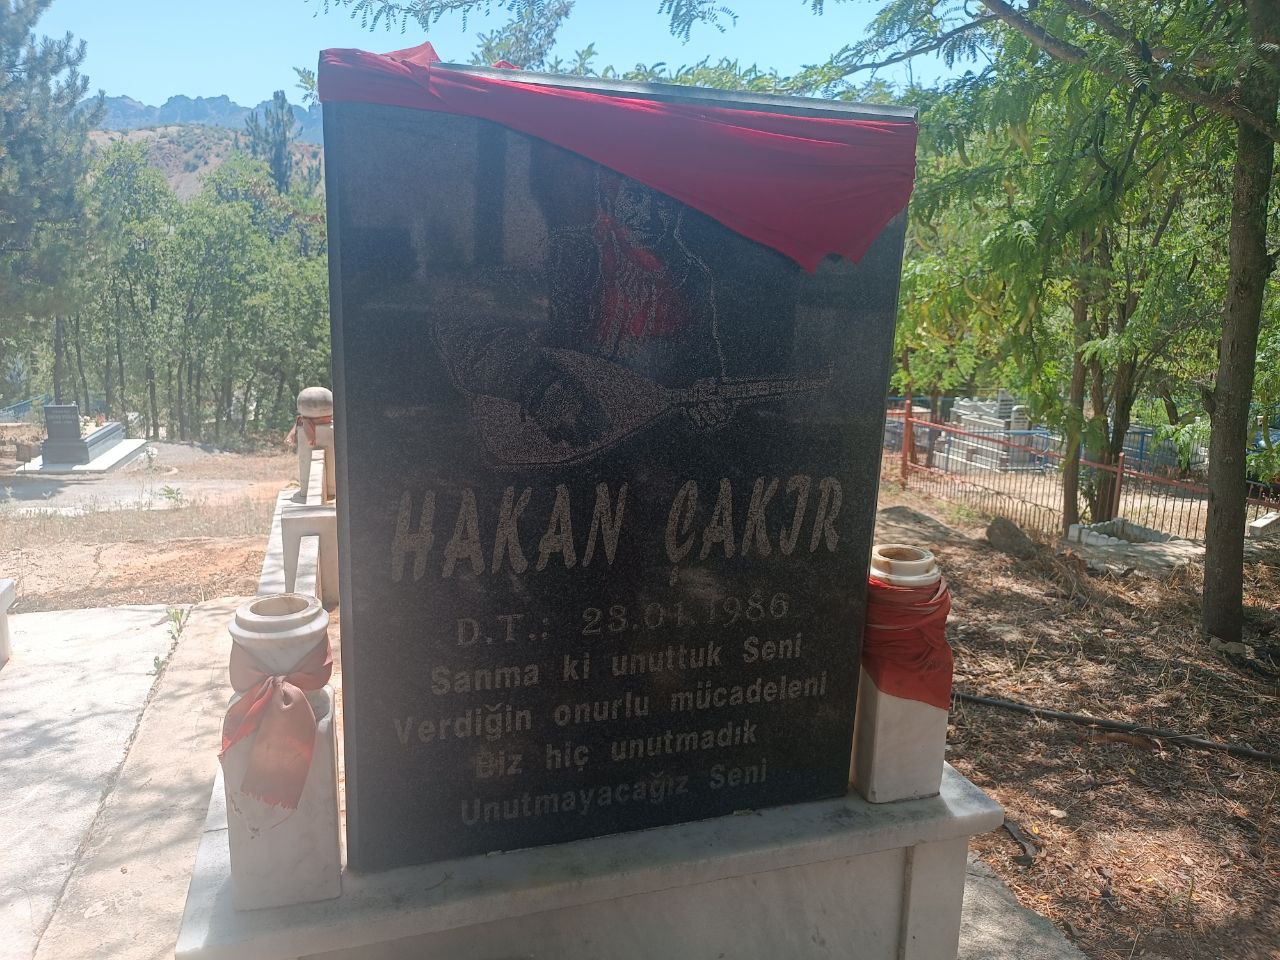 HAKAN ÇAKIR
D.T.: 23.01.1986
Sanma ki unuttuk Seni
Verdiğin onurlu mücadeleni
Biz hiç unutmadık
Unutmayacağız Seni